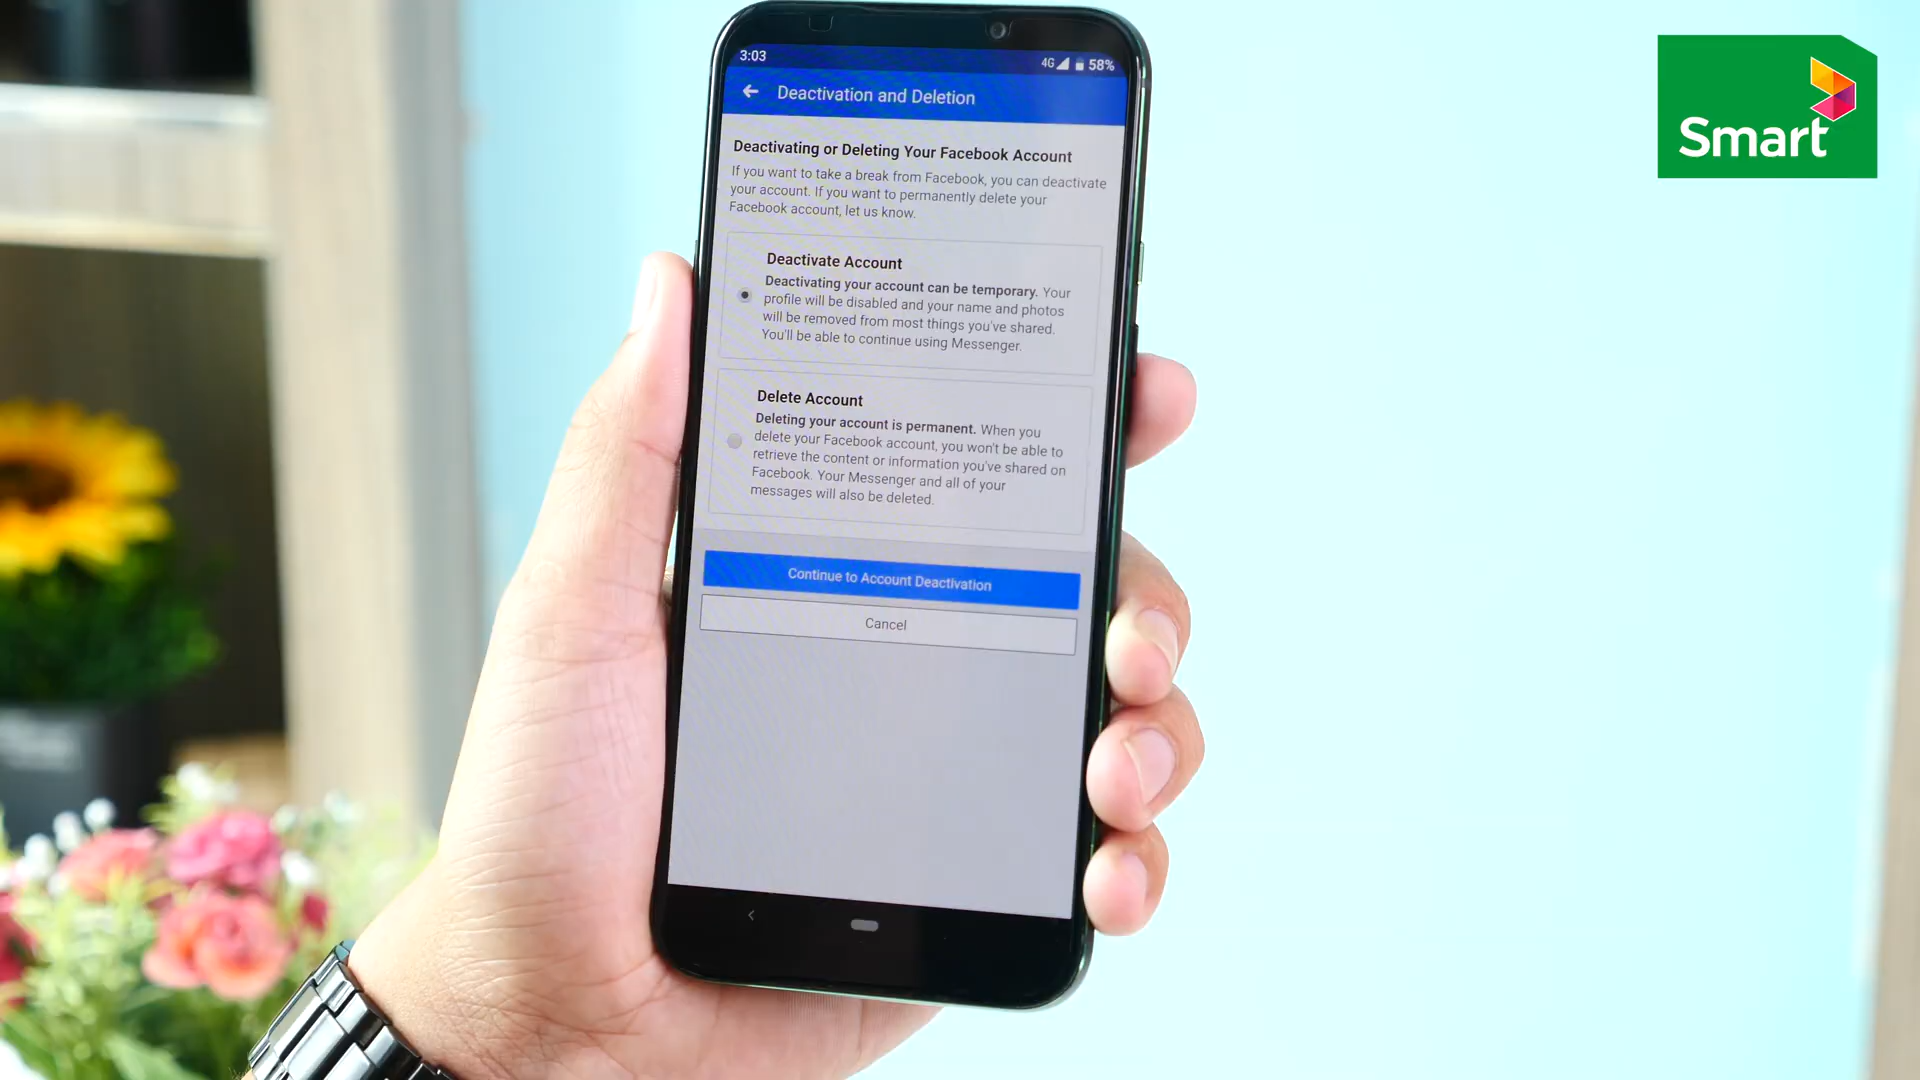 3:03
4G 58%
Deactivation and Deletion
Deactivating or Deleting Your Facebook Account
If you want to take a break from Facebook, you can deactivate
your account. If you want to permanently delete your
Facebook account, let us know.
Deactivate Account
Deactivating your account can be temporary. Your
profile will be disabled and your name and photos
will be removed from most things you've shared.
You'll be able to continue using Messenger.
Delete Account
Deleting your account is permanent. When you
delete your Facebook account, you won't be able to
retrieve the content or information you've shared on
Facebook. Your Messenger and all of your
messages will also be deleted.
Continue to Account Deactivation
Cancel
Smart